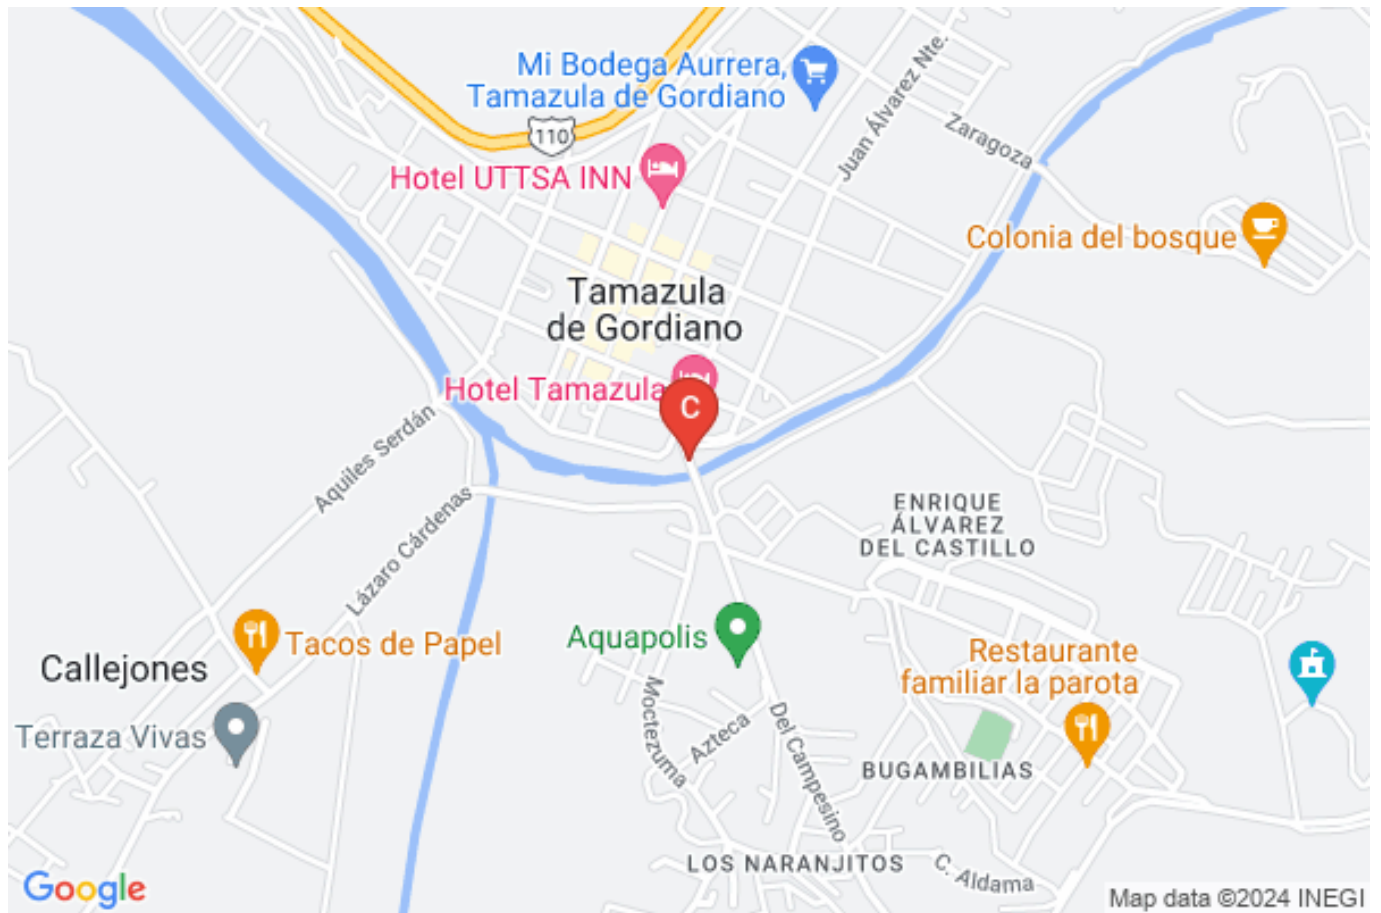 Mi Bodega Aurrera,
Tamazula de Gordiano
110
Juan Álvarez Nte.
Zaragoza
Hotel UTTSA INN
Colonia del bosque
Tamazula
de Gordiano
Hotel Tamazula
C
Aquiles Serdán
Lázaro Cárdenas
ENRIQUE
ÁLVAREZ
DEL CASTILLO
Tacos de Papel
Aquapolis
Restaurante
familiar la parota
Callejones
Terraza Vivas
Moctezuma
Azteca
Del Campesino
BUGAMBILIAS
LOS NARANJITOS
C. Aldama
Google
Map data ©2024 INEGI